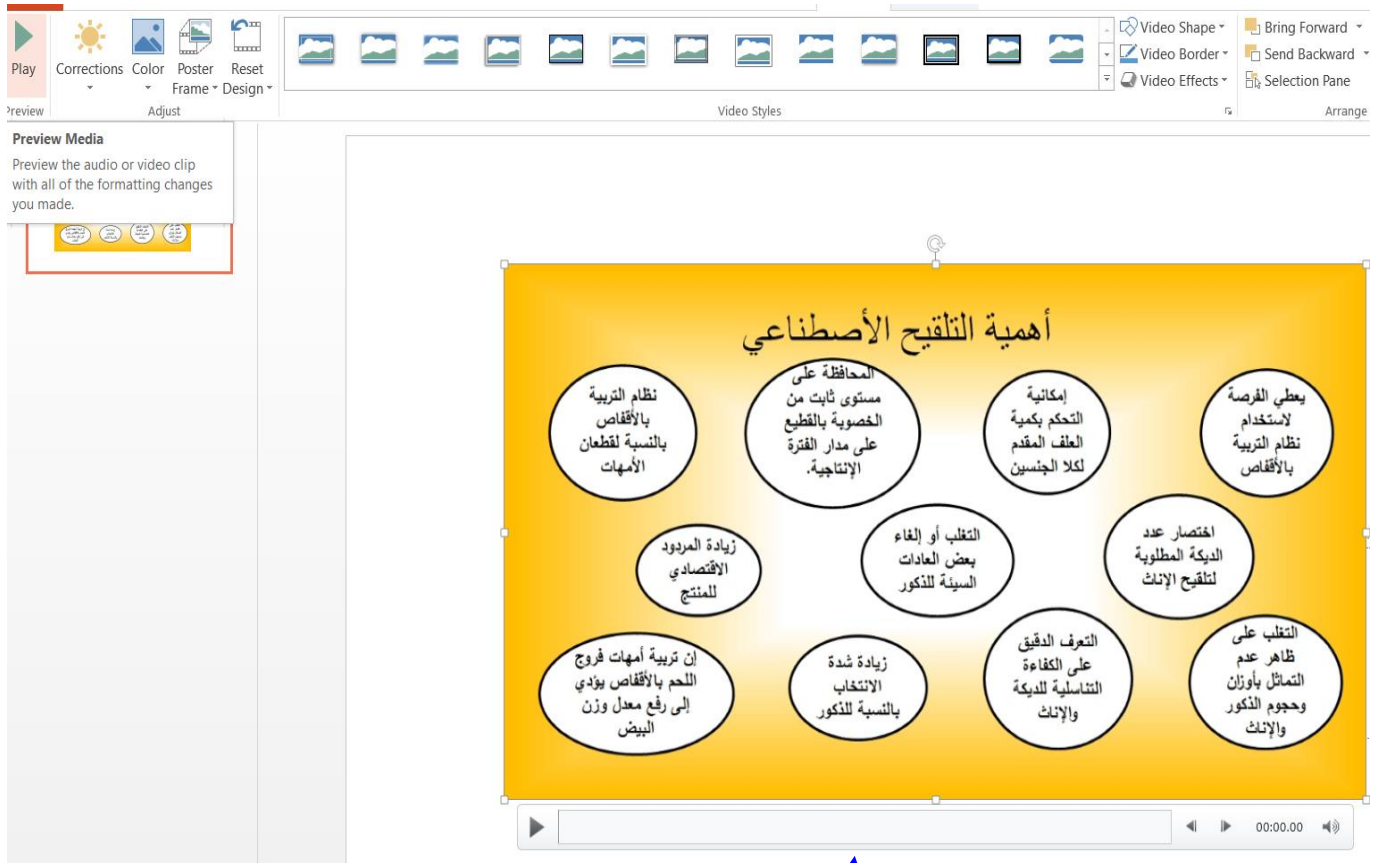 Play
Corrections
Color
Poster
Frame
Reset
Design
Video Shape
Video Border
Video Effects
Bring Forward
Send Backward
Selection Pane
Preview
Adjust
Video Styles
Arrange
Preview Media
Preview the audio or video clip
with all of the formatting changes
you made.
أهمية التلقيح الأصطناعي
يعطي الفرصة
لاستخدام
نظام التربية
بالأقفاص
إمكانية
التحكم بكمية
العلف المقدم
لكلا الجنسين
المحافظة على
مستوى ثابت من
الخصوبة بالقطيع
على مدار الفترة
الإنتاجية.
نظام التربية
بالأقفاص
بالنسبة لقطعان
الأمهات
اختصار عدد
الديكة المطلوبة
لتلقيح الإناث
التغلب أو إلغاء
بعض العادات
السيئة للذكور
زيادة المردود
الاقتصادي
للمنتج
التغلب على
ظاهر عدم
التماثل بأوزان
وحجوم الذكور
والإناث
التعرف الدقيق
على الكفاءة
التناسلية للديكة
والإناث
زيادة شدة
الانتخاب
بالنسبة للذكور
إن تربية أمهات فروج
اللحم بالأقفاص يؤدي
إلى رفع معدل وزن
البيض
00:00.00